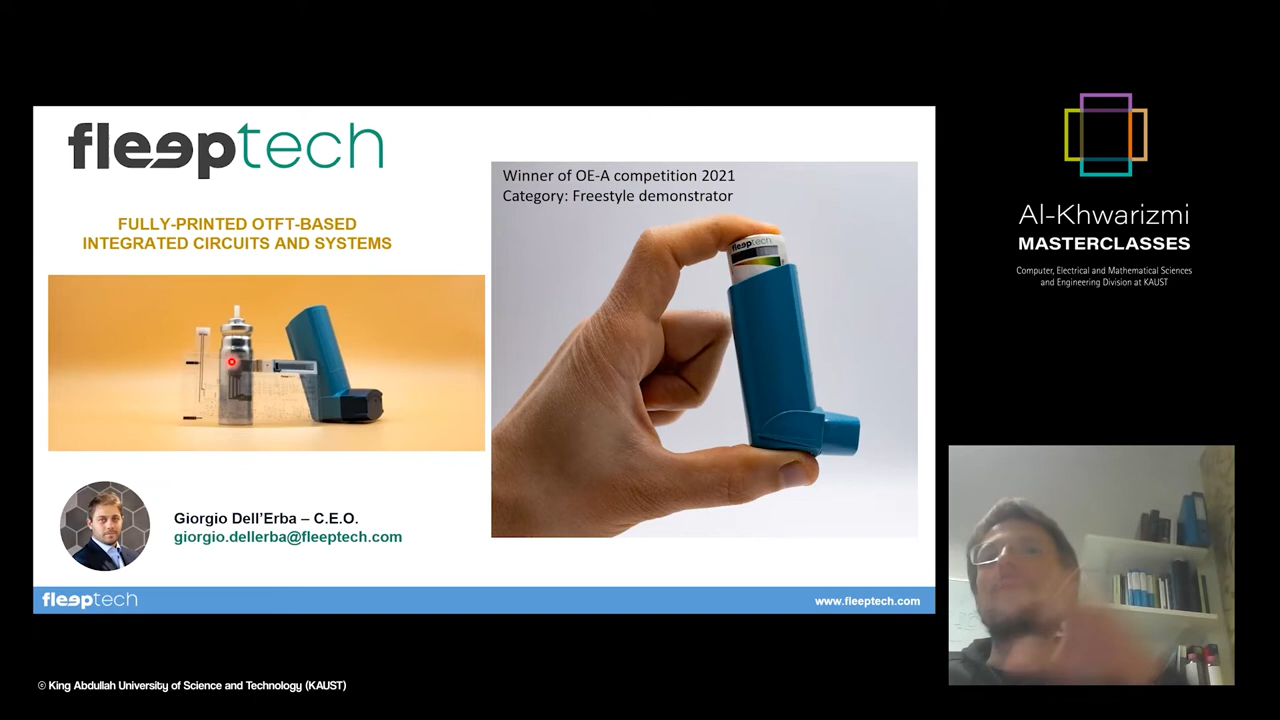 fleeptech
FULLY-PRINTED OTFT-BASED
INTEGRATED CIRCUITS AND SYSTEMS
Winner of OE-A competition 2021
Category: Freestyle demonstrator
fleeptech
Giorgio Dell'Erba – C.E.O.
giorgio.dellerba@fleeptech.com
fleeptech
www.fleeptech.com
Al-Khwarizmi
MASTERCLASSES
Computer, Electrical and Mathematical Sciences
and Engineering Division at KAUST
© King Abdullah University of Science and Technology (KAUST)